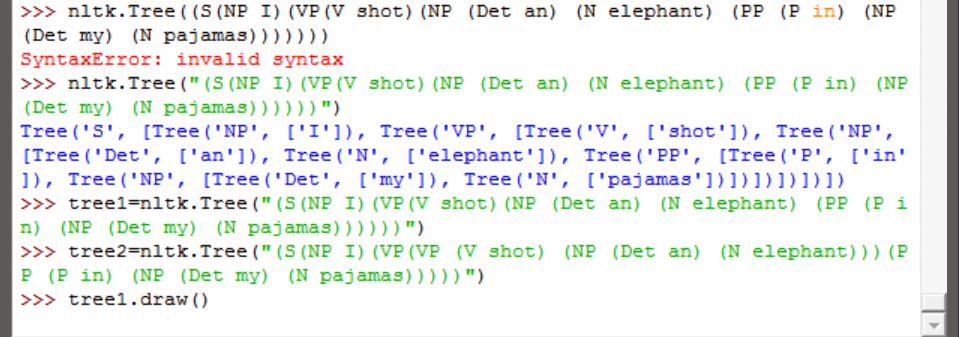 >>> nltk.Tree((S(NP I)(VP(V shot)(NP (Det an) (N elephant) (PP (P in) (NP
(Det my) (N pajamas)))))))
SyntaxError: invalid syntax
>>> nltk.Tree("(S(NP I)(VP(V shot)(NP (Det an) (N elephant) (PP (P in) (NP
(Det my) (N pajamas))))))")
Tree('S', [Tree('NP', ['I']), Tree('VP', [Tree('V', ['shot']), Tree('NP',
[Tree('Det', ['an']), Tree('N', ['elephant']), Tree('PP', [Tree('P', ['in'
]), Tree('NP', [Tree('Det', ['my']), Tree('N', ['pajamas'])])])])])])
>>> tree1=nltk.Tree("(S(NP I)(VP(V shot)(NP (Det an) (N elephant) (PP (P i
n) (NP (Det my) (N pajamas))))))")
>>> tree2=nltk.Tree("(S(NP I)(VP(VP (V shot) (NP (Det an) (N elephant)))(P
P (P in) (NP (Det my) (N pajamas)))))")
>>> tree1.draw()